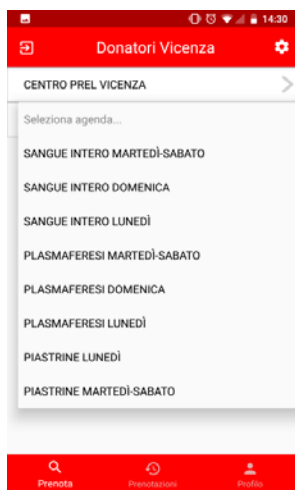 14:30
Donatori Vicenza
CENTRO PREL VICENZA
Seleziona agenda...
SANGUE INTERO MARTEDÌ-SABATO
SANGUE INTERO DOMENICA
SANGUE INTERO LUNEDÌ
PLASMAFERESI MARTEDÌ-SABATO
PLASMAFERESI DOMENICA
PLASMAFERESI LUNEDÌ
PIASTRINE LUNEDÌ
PIASTRINE MARTEDÌ-SABATO
Prenota Prenotazioni Profilo